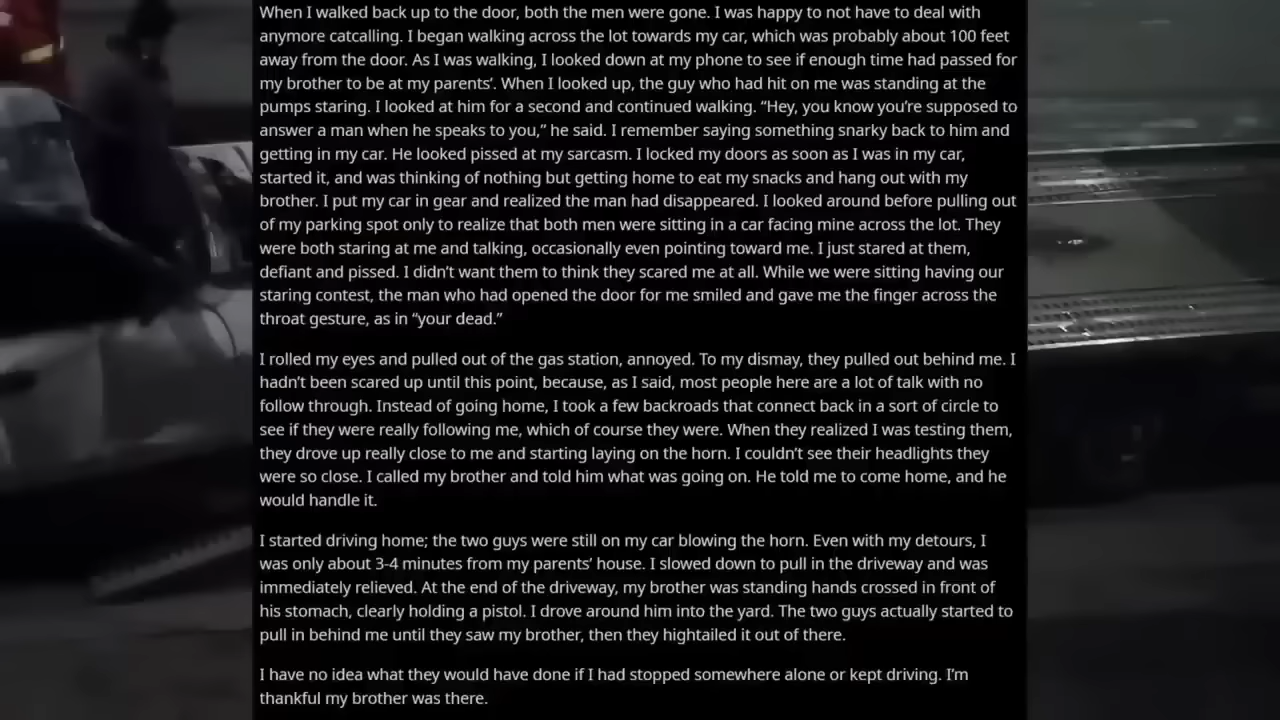 When I walked back up to the door, both the men were gone. I was happy to not have to deal with
anymore catcalling. I began walking across the lot towards my car, which was probably about 100 feet
away from the door. As I was walking, I looked down at my phone to see if enough time had passed for
my brother to be at my parents’. When I looked up, the guy who had hit on me was standing at the
pumps staring. I looked at him for a second and continued walking. “Hey, you know you’re supposed to
answer a man when he speaks to you,” he said. I remember saying something snarky back to him and
getting in my car. He looked pissed at my sarcasm. I locked my doors as soon as I was in my car,
started it, and was thinking of nothing but getting home to eat my snacks and hang out with my
brother. I put my car in gear and realized the man had disappeared. I looked around before pulling out
of my parking spot only to realize that both men were sitting in a car facing mine across the lot. They
were both staring at me and talking, occasionally even pointing toward me. I just stared at them,
defiant and pissed. I didn’t want them to think they scared me at all. While we were sitting having our
staring contest, the man who had opened the door for me smiled and gave me the finger across the
throat gesture, as in “your dead.”
I rolled my eyes and pulled out of the gas station, annoyed. To my dismay, they pulled out behind me. I
hadn’t been scared up until this point, because, as I said, most people here are a lot of talk with no
follow through. Instead of going home, I took a few backroads that connect back in a sort of circle to
see if they were really following me, which of course they were. When they realized I was testing them,
they drove up really close to me and starting laying on the horn. I couldn’t see their headlights they
were so close. I called my brother and told him what was going on. He told me to come home, and he
would handle it.
I started driving home; the two guys were still on my car blowing the horn. Even with my detours, I
was only about 3-4 minutes from my parents’ house. I slowed down to pull in the driveway and was
immediately relieved. At the end of the driveway, my brother was standing hands crossed in front of
his stomach, clearly holding a pistol. I drove around him into the yard. The two guys actually started to
pull in behind me until they saw my brother, then they hightailed it out of there.
I have no idea what they would have done if I had stopped somewhere alone or kept driving. I’m
thankful my brother was there.